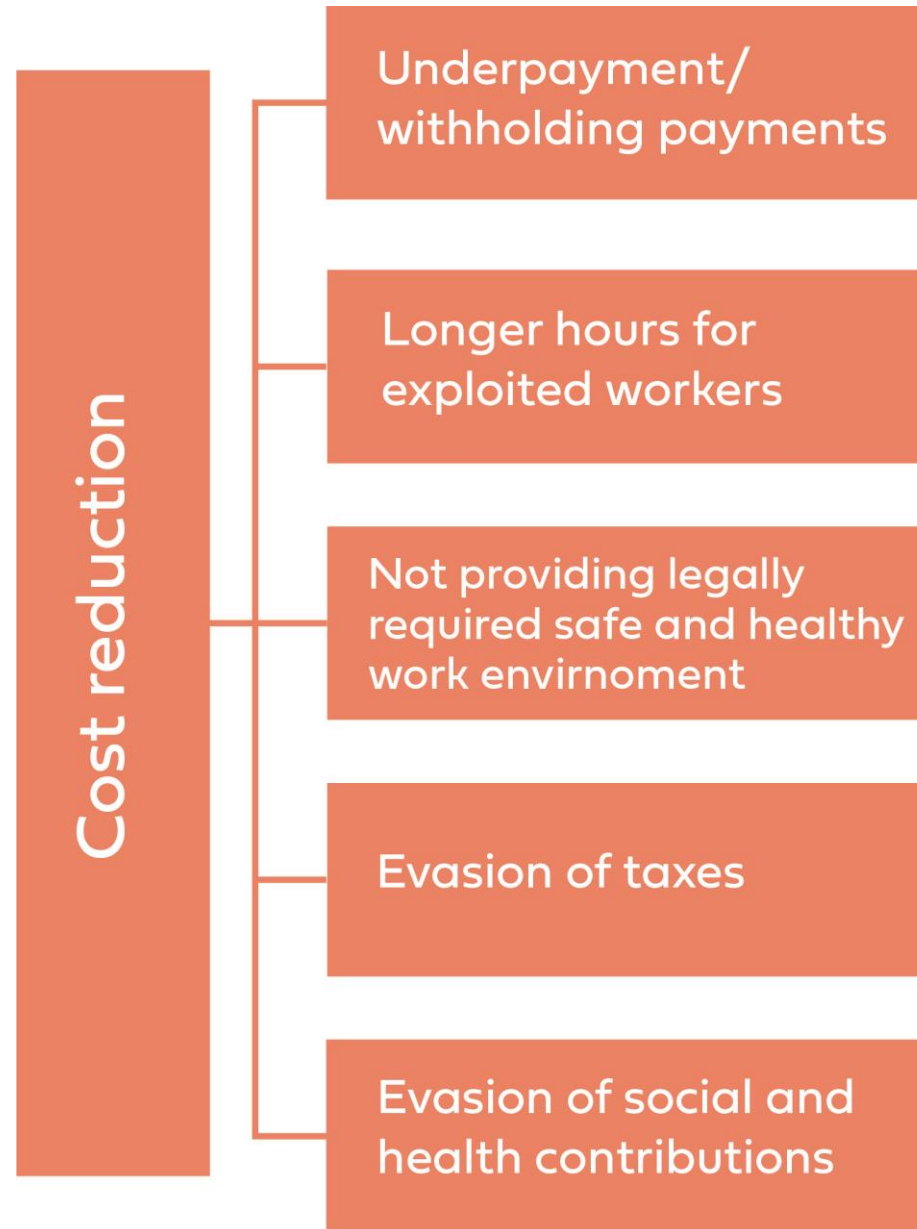 Cost reduction
Underpayment/
withholding payments
Longer hours for
exploited workers
Not providing legally
required safe and healthy
work envirnoment
Evasion of taxes
Evasion of social and
health contributions